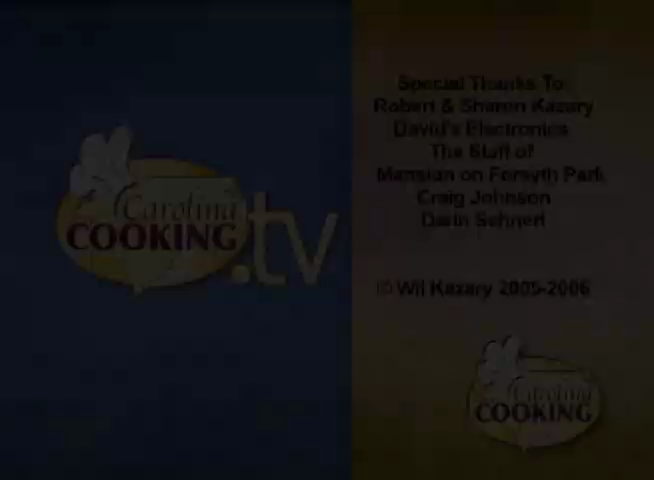 Carolina
COOKING
.tv
Special Thanks To:
Robert & Sharon Kazary
David's Electronics
The Staff of
Mansion on Forsyth Park
Craig Johnson
Darin Sehnert
© Wil Kazary 2005-2006
Carolina
COOKING